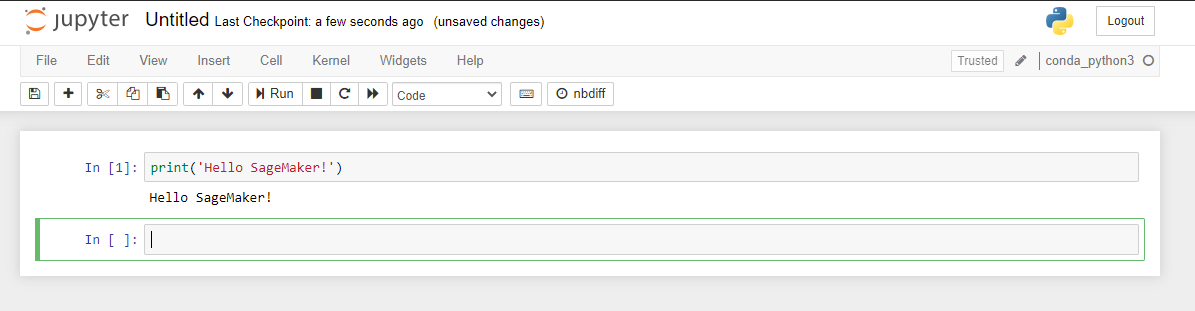 jupyter Untitled Last Checkpoint: a few seconds ago (unsaved changes) Logout
File Edit View Insert Cell Kernel Widgets Help Trusted conda_python3
Run Code nbdiff
In [1]: print('Hello SageMaker!')
Hello SageMaker!
In [ ]: